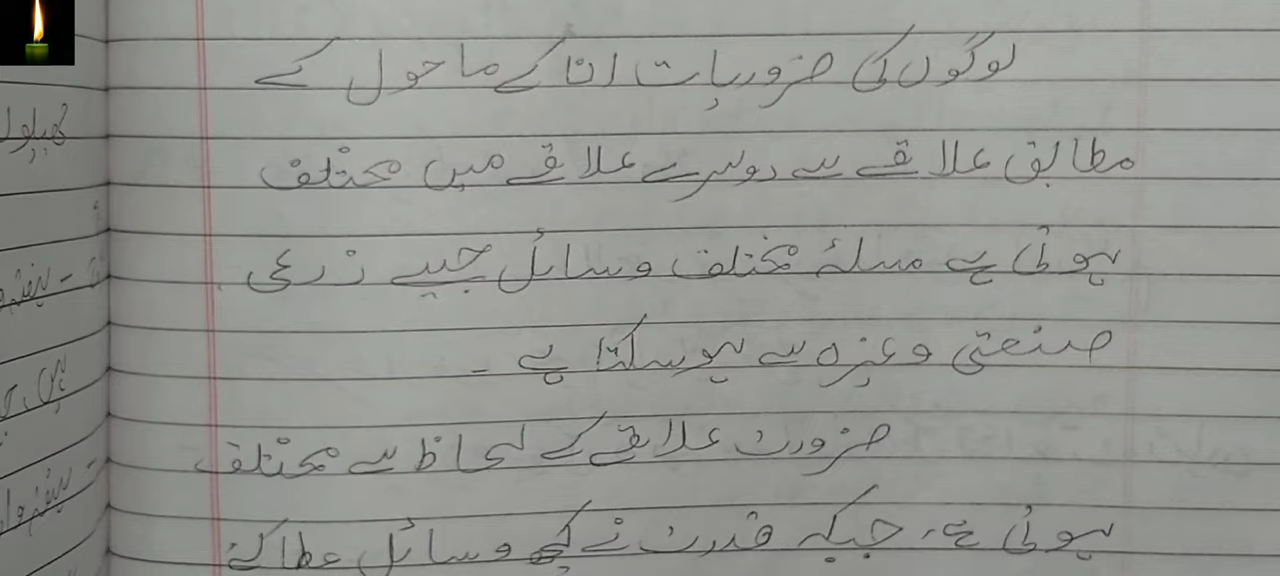 لوگوں کی ضروریات ان کے ماحول کے
مطابق علاقے سے دوسرے علاقے میں مختلف
ہوتی ہے مسلۂ مختلف وسائل جیسے زرعی
صنعتی وغیرہ سے ہو سکتا ہے ۔
ضرورت علاقے کے لحاظ سے مختلف
ہوتی ہے، جبکہ قدرت نے کچھ وسائل عطا کئے